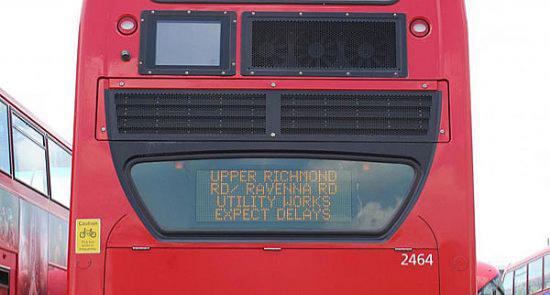 UPPER RICHMOND
RD/ RAVENNA RD
UTILITY WORKS
EXPECT DELAYS
Caution
2464